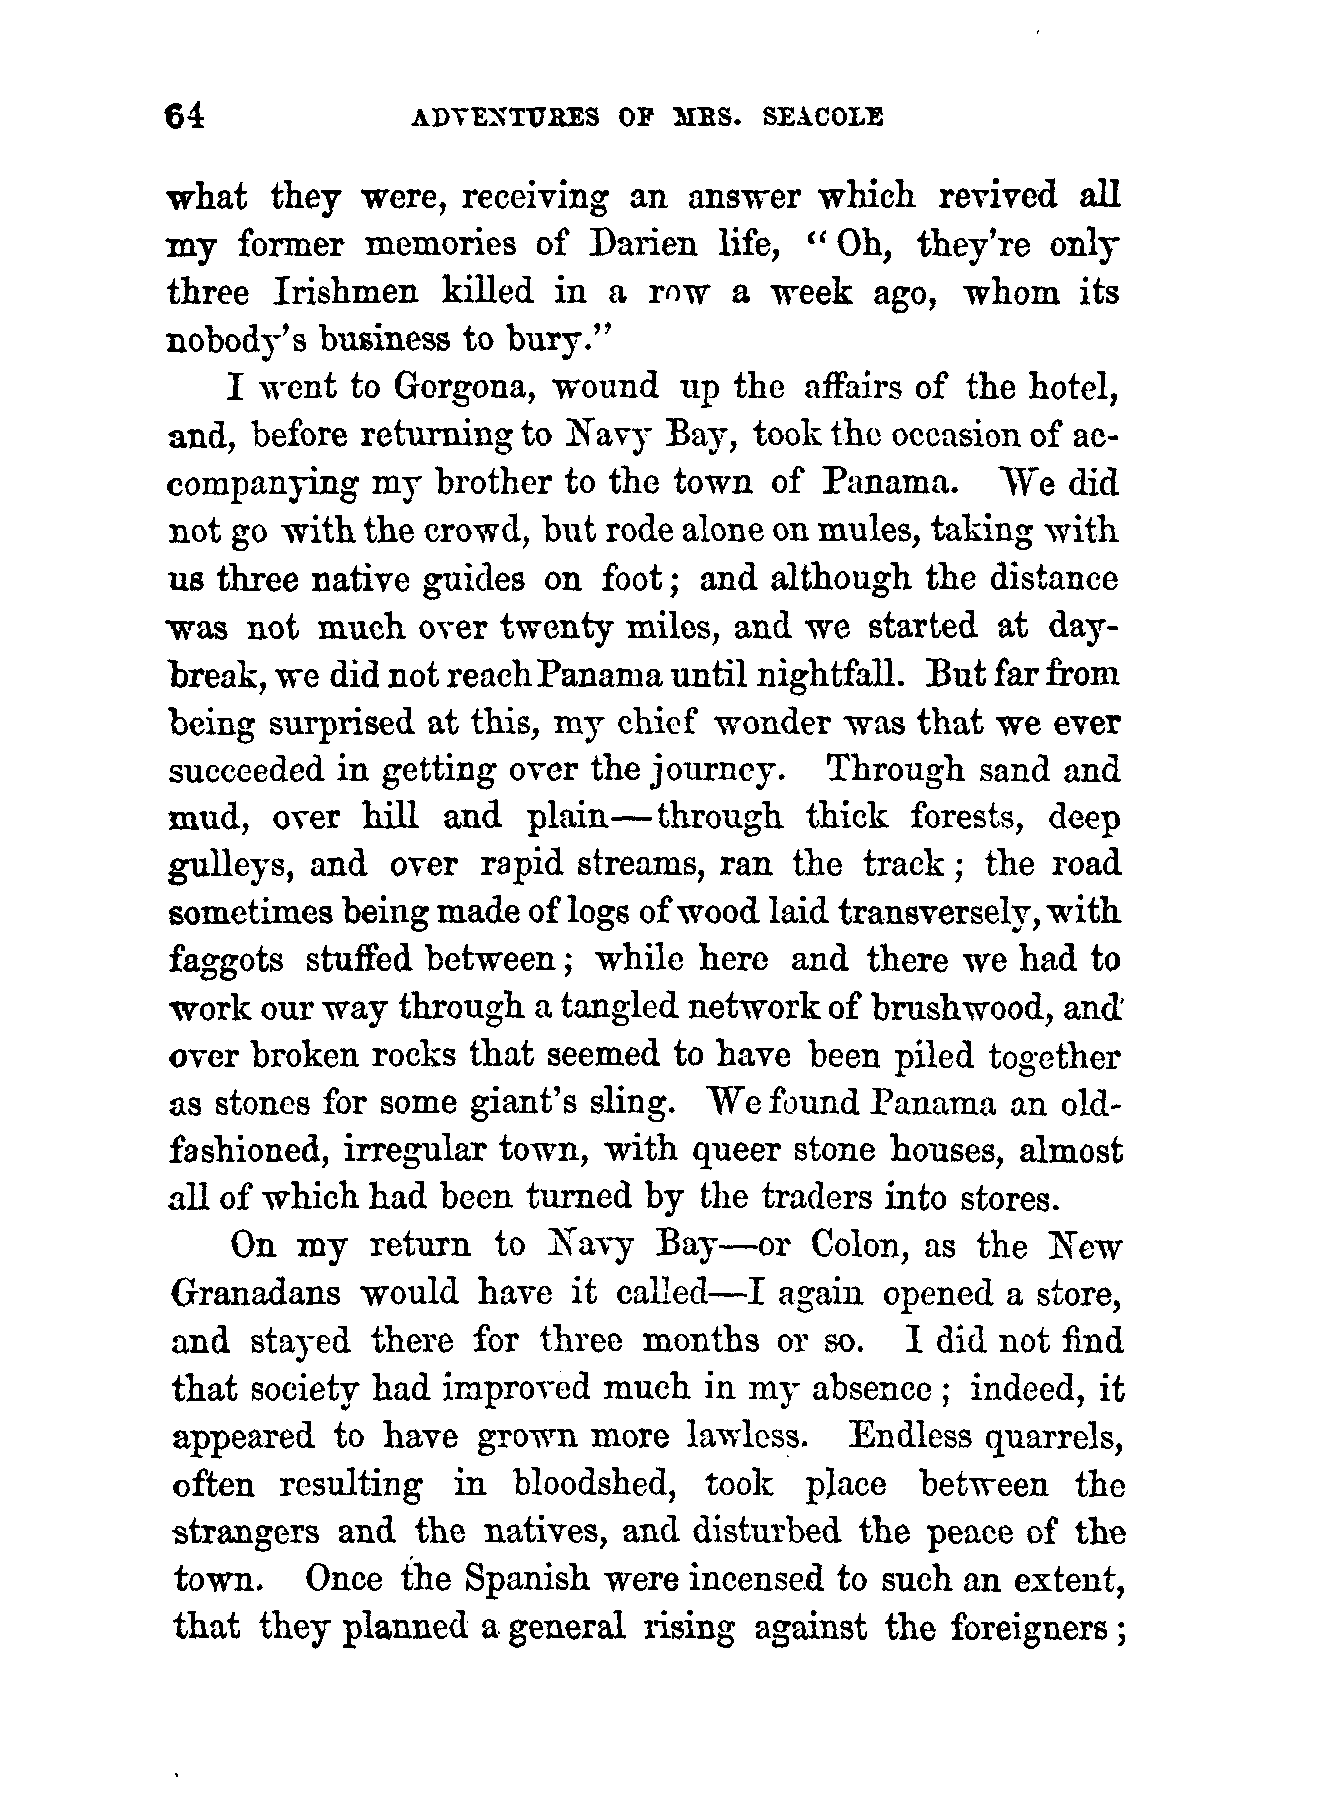 64 ADVENTURES OF MRS. SEACOLE
what they were, receiving an answer which revived all
my former memories of Darien life, “Oh, they're only
three Irishmen killed in a row a week ago, whom its
nobody's business to bury.”
I went to Gorgona, wound up the affairs of the hotel,
and, before returning to Navy Bay, took the occasion of ac-
companying my brother to the town of Panama. We did
not go with the crowd, but rode alone on mules, taking with
us three native guides on foot; and although the distance
was not much over twenty miles, and we started at day-
break, we did not reach Panama until nightfall. But far from
being surprised at this, my chief wonder was that we ever
succeeded in getting over the journey. Through sand and
mud, over hill and plain—through thick forests, deep
gulleys, and over rapid streams, ran the track; the road
sometimes being made of logs of wood laid transversely, with
faggots stuffed between; while here and there we had to
work our way through a tangled network of brushwood, and
over broken rocks that seemed to have been piled together
as stones for some giant's sling. We found Panama an old-
fashioned, irregular town, with queer stone houses, almost
all of which had been turned by the traders into stores.
On my return to Navy Bay—or Colon, as the New
Granadans would have it called—I again opened a store,
and stayed there for three months or so. I did not find
that society had improved much in my absence; indeed, it
appeared to have grown more lawless. Endless quarrels,
often resulting in bloodshed, took place between the
strangers and the natives, and disturbed the peace of the
town. Once the Spanish were incensed to such an extent,
that they planned a general rising against the foreigners;